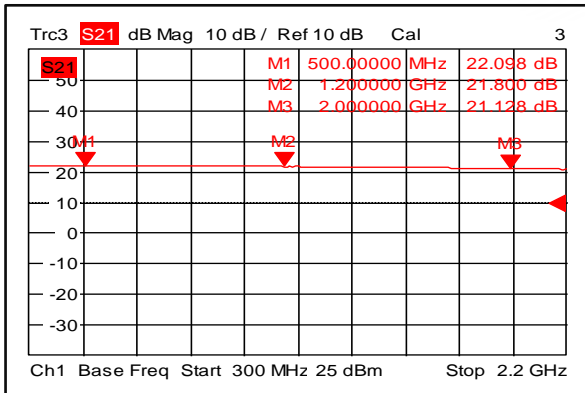 Trc3 S21 dB Mag 10 dB / Ref 10 dB Cal 3
S21 M1 500.00000 MHz 22.098 dB
50 M2 1.200000 GHz 21.800 dB
M3 2.000000 GHz 21.128 dB
40
30 M1 M2 M3
20
10
0
-10
-20
-30
Ch1 Base Freq Start 300 MHz 25 dBm Stop 2.2 GHz